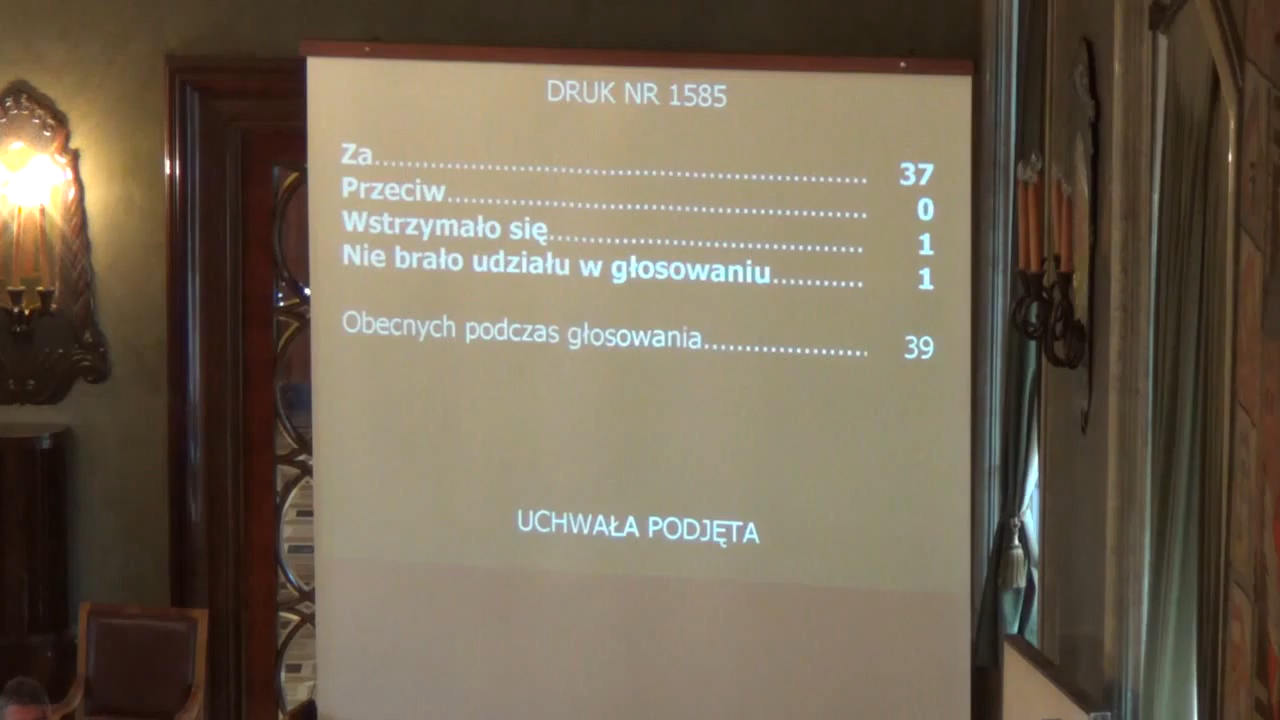 DRUK NR 1585
Za............................................................... 37
Przeciw..................................................... 0
Wstrzymało się....................................... 1
Nie brało udziału w głosowaniu........... 1
Obecnych podczas głosowania.................... 39
UCHWAŁA PODJĘTA